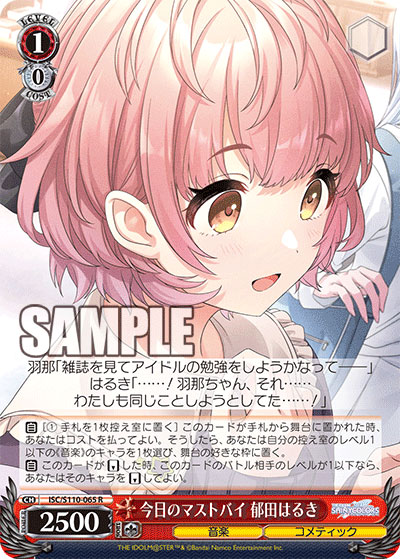 LEVEL
1
0
COST
SAMPLE
羽那「雑誌を見てアイドルの勉強をしようかなって――」
はるき「……！羽那ちゃん、それ……
わたしも同じことしようとしてた……！」
自 [① 手札を1枚控え室に置く] このカードが手札から舞台に置かれた時、
あなたはコストを払ってよい。そうしたら、あなたは自分の控え室のレベル1
以下の《音楽》のキャラを1枚選び、舞台の好きな枠に置く。
自 このカードが した時、このカードのバトル相手のレベルが1以下なら、
あなたはそのキャラを思い出にしてよい。
CH ISC/S110-065 R
2500
今日のマストバイ 郁田はるき
THE IDOLM@STER
SHINYCOLORS
音楽
コメティック
THE IDOLM@STER™& ©Bandai Namco Entertainment Inc.